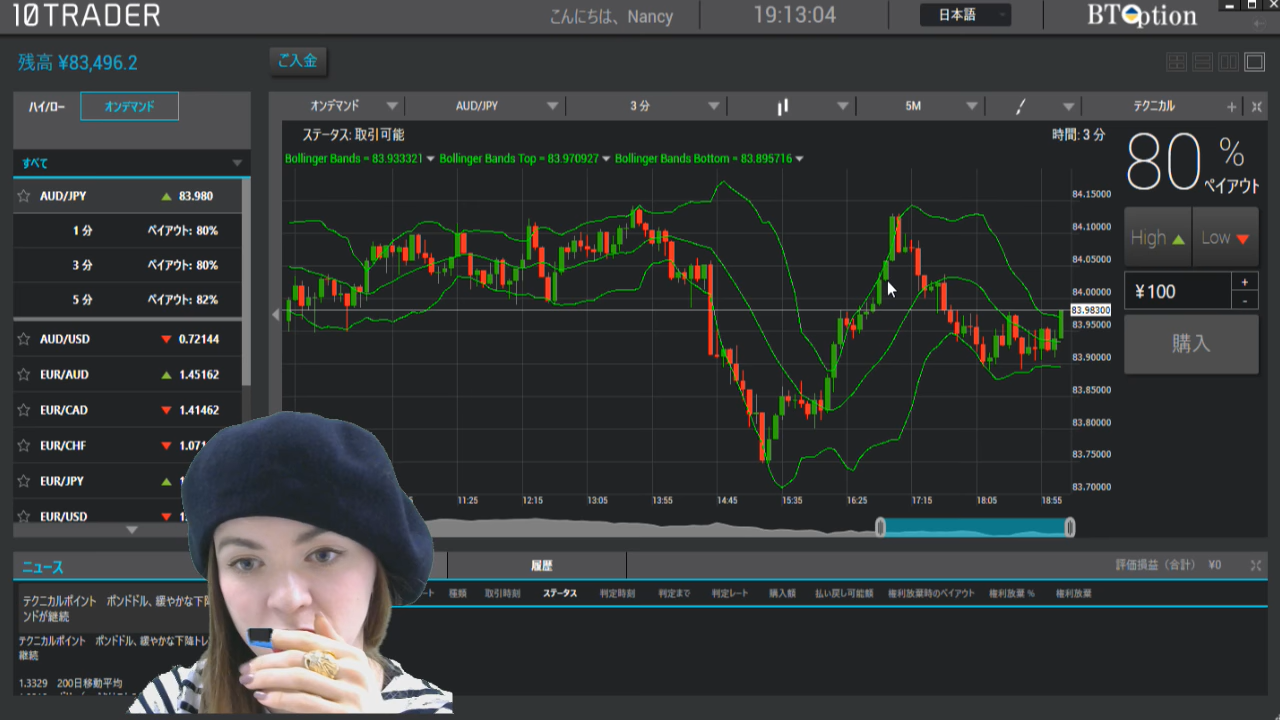 10TRADER
こんにちは、Nancy
19:13:04
日本語
BTOption
残高 ¥83,496.2
ご入金
ハイ/ロー
オンデマンド
オンデマンド
AUD/JPY
3 分
5M
テクニカル
ステータス: 取引可能
時間: 3 分
Bollinger Bands = 83.933321
Bollinger Bands Top = 83.970927
Bollinger Bands Bottom = 83.895716
すべて
AUD/JPY 83.980
1 分 ペイアウト: 80%
3 分 ペイアウト: 80%
5 分 ペイアウト: 82%
AUD/USD 0.72144
EUR/AUD 1.45162
EUR/CAD 1.41462
EUR/CHF
EUR/JPY
EUR/USD
84.15000
84.10000
84.05000
84.00000
83.98300
83.95000
83.90000
83.85000
83.80000
83.75000
83.70000
11:25 12:15 13:05 13:55 14:45 15:35 16:25 17:15 18:05 18:55
80 %
ペイアウト
High
Low
¥100
+
-
購入
ニュース
履歴
評価損益（合計） ¥0
種類 取引時刻 ステータス 判定時刻 判定まで 判定レート 購入額 払い戻し可能額 権利放棄時のペイアウト 権利放棄 % 権利放棄
テクニカルポイント ポンドドル、緩やかな下降
ンドが継続
テクニカルポイント ポンドドル、緩やかな下降トレ
継続
1.3329 200日移動平均